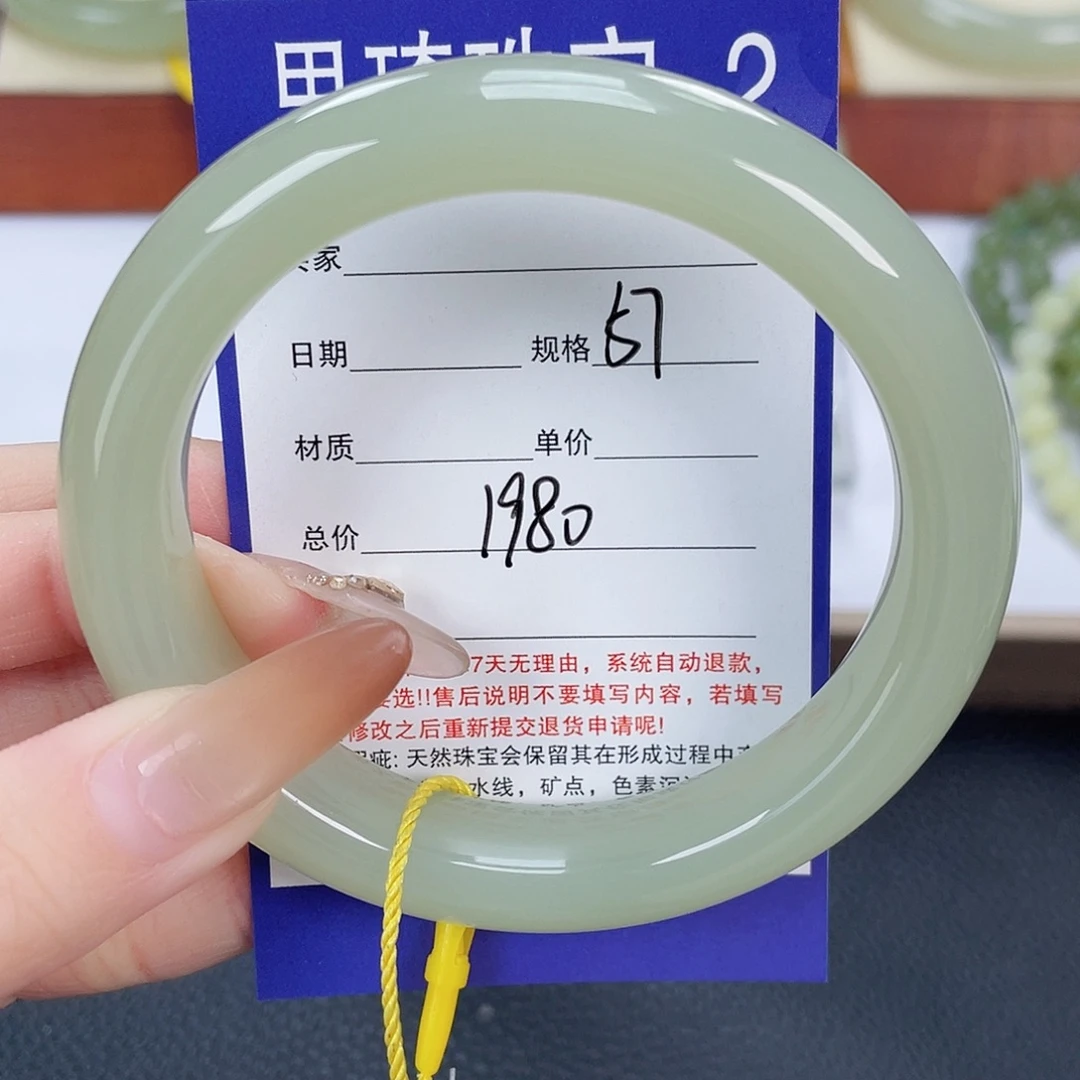 2
家
日期 规格 57
材质 单价
总价 1980
7天无理由，系统自动退款，
选!!售后说明不要填写内容，若填写
修改之后重新提交退货申请呢!
疵: 天然珠宝会保留其在形成过程中
水线，矿点，色素沉